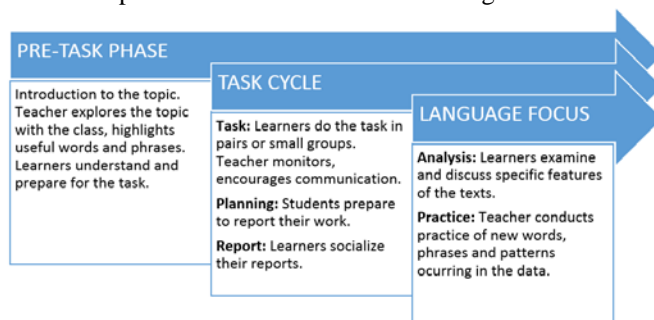 PRE-TASK PHASE
Introduction to the topic.
Teacher explores the topic
with the class, highlights
useful words and phrases.
Learners understand and
prepare for the task.
TASK CYCLE
Task: Learners do the task in
pairs or small groups.
Teacher monitors,
encourages communication.
Planning: Students prepare
to report their work.
Report: Learners socialize
their reports.
LANGUAGE FOCUS
Analysis: Learners examine
and discuss specific features
of the texts.
Practice: Teacher conducts
practice of new words,
phrases and patterns
ocurring in the data.